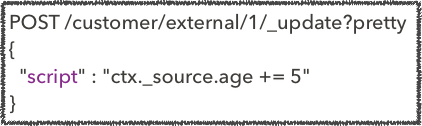 POST /customer/external/1/_update?pretty
{
  "script" : "ctx._source.age += 5"
}